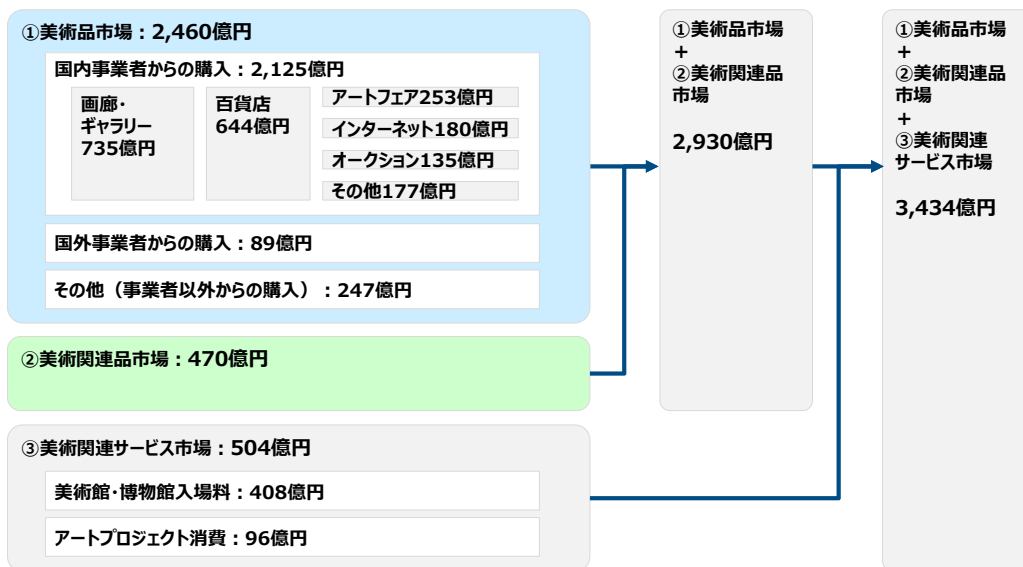 ①美術品市場：2,460億円
国内事業者からの購入：2,125億円
画廊・
ギャラリー
735億円
百貨店
644億円
アートフェア253億円
インターネット180億円
オークション135億円
その他177億円
国外事業者からの購入：89億円
その他（事業者以外からの購入）：247億円
②美術関連品市場：470億円
③美術関連サービス市場：504億円
美術館・博物館入場料：408億円
アートプロジェクト消費：96億円
①美術品市場
+
②美術関連品
市場
2,930億円
①美術品市場
+
②美術関連品
市場
+
③美術関連
サービス市場
3,434億円